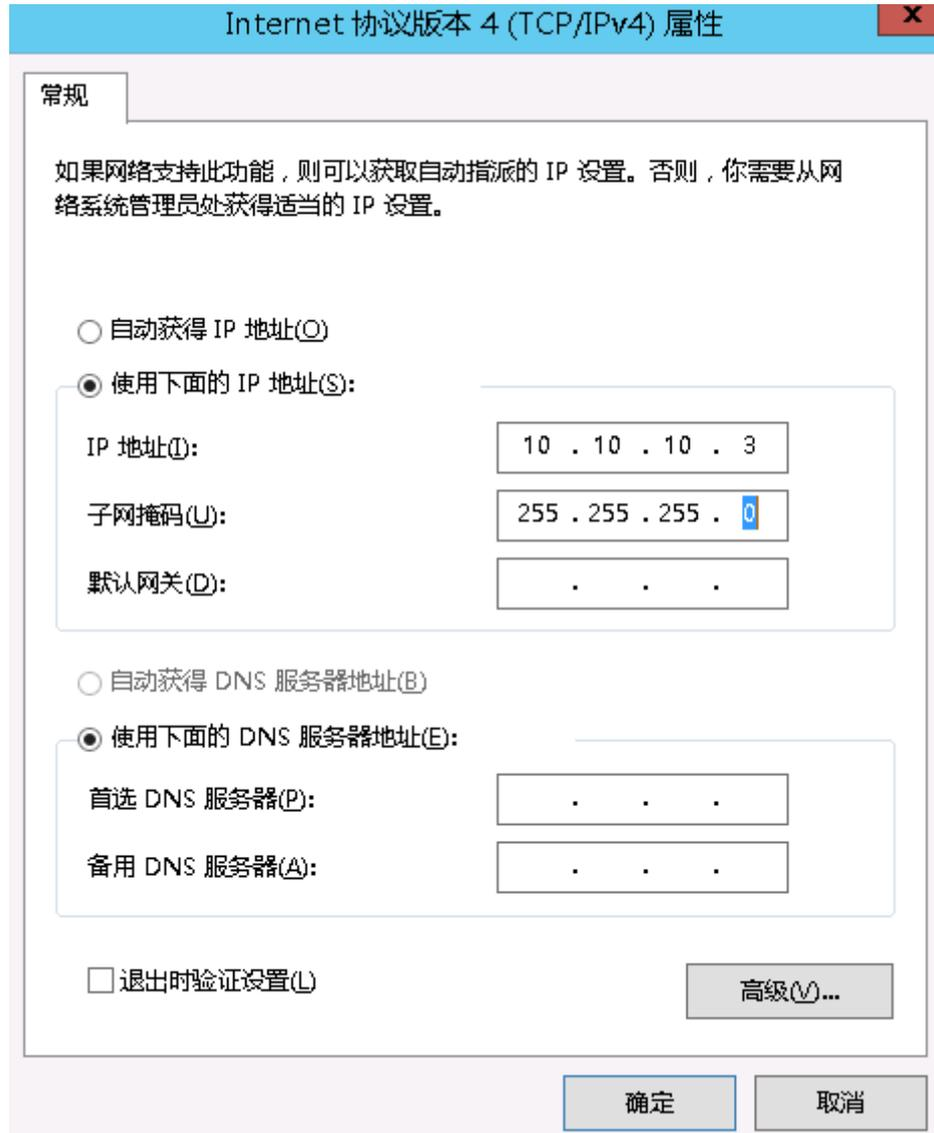 Internet 协议版本 4 (TCP/IPv4) 属性
x
常规
如果网络支持此功能，则可以获取自动指派的 IP 设置。否则，你需要从网
络系统管理员处获得适当的 IP 设置。
自动获得 IP 地址(O)
使用下面的 IP 地址(S):
IP 地址(I): 10 . 10 . 10 . 3
子网掩码(U): 255 . 255 . 255 . 0
默认网关(D): . . .
自动获得 DNS 服务器地址(B)
使用下面的 DNS 服务器地址(E):
首选 DNS 服务器(P): . . .
备用 DNS 服务器(A): . . .
退出时验证设置(L)
高级(V)...
确定 取消